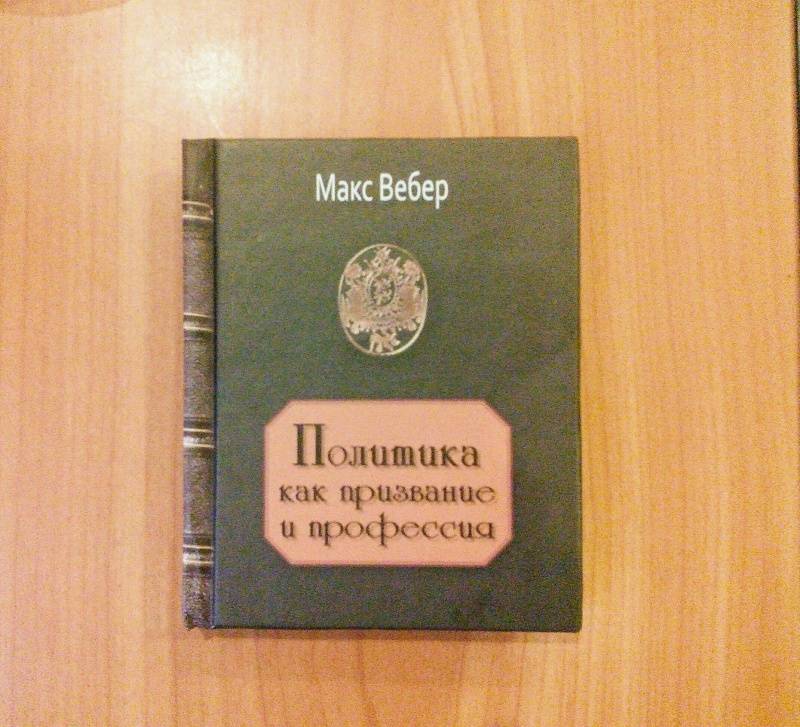 Макс Вебер
Политика
как призвание
и профессия